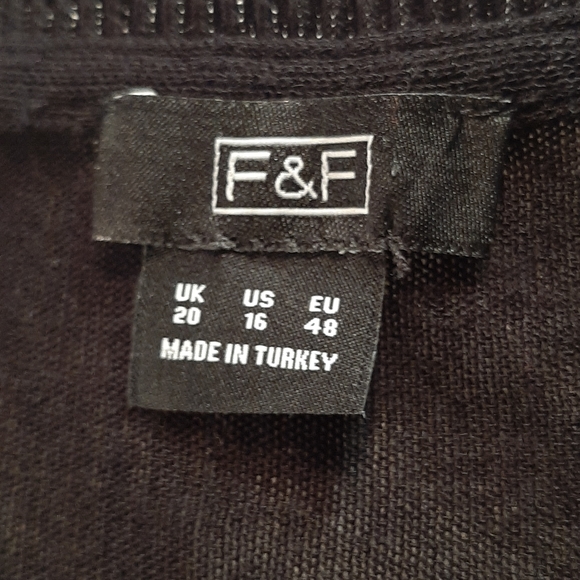 F&F
UK US EU
20 16 48
MADE IN TURKEY